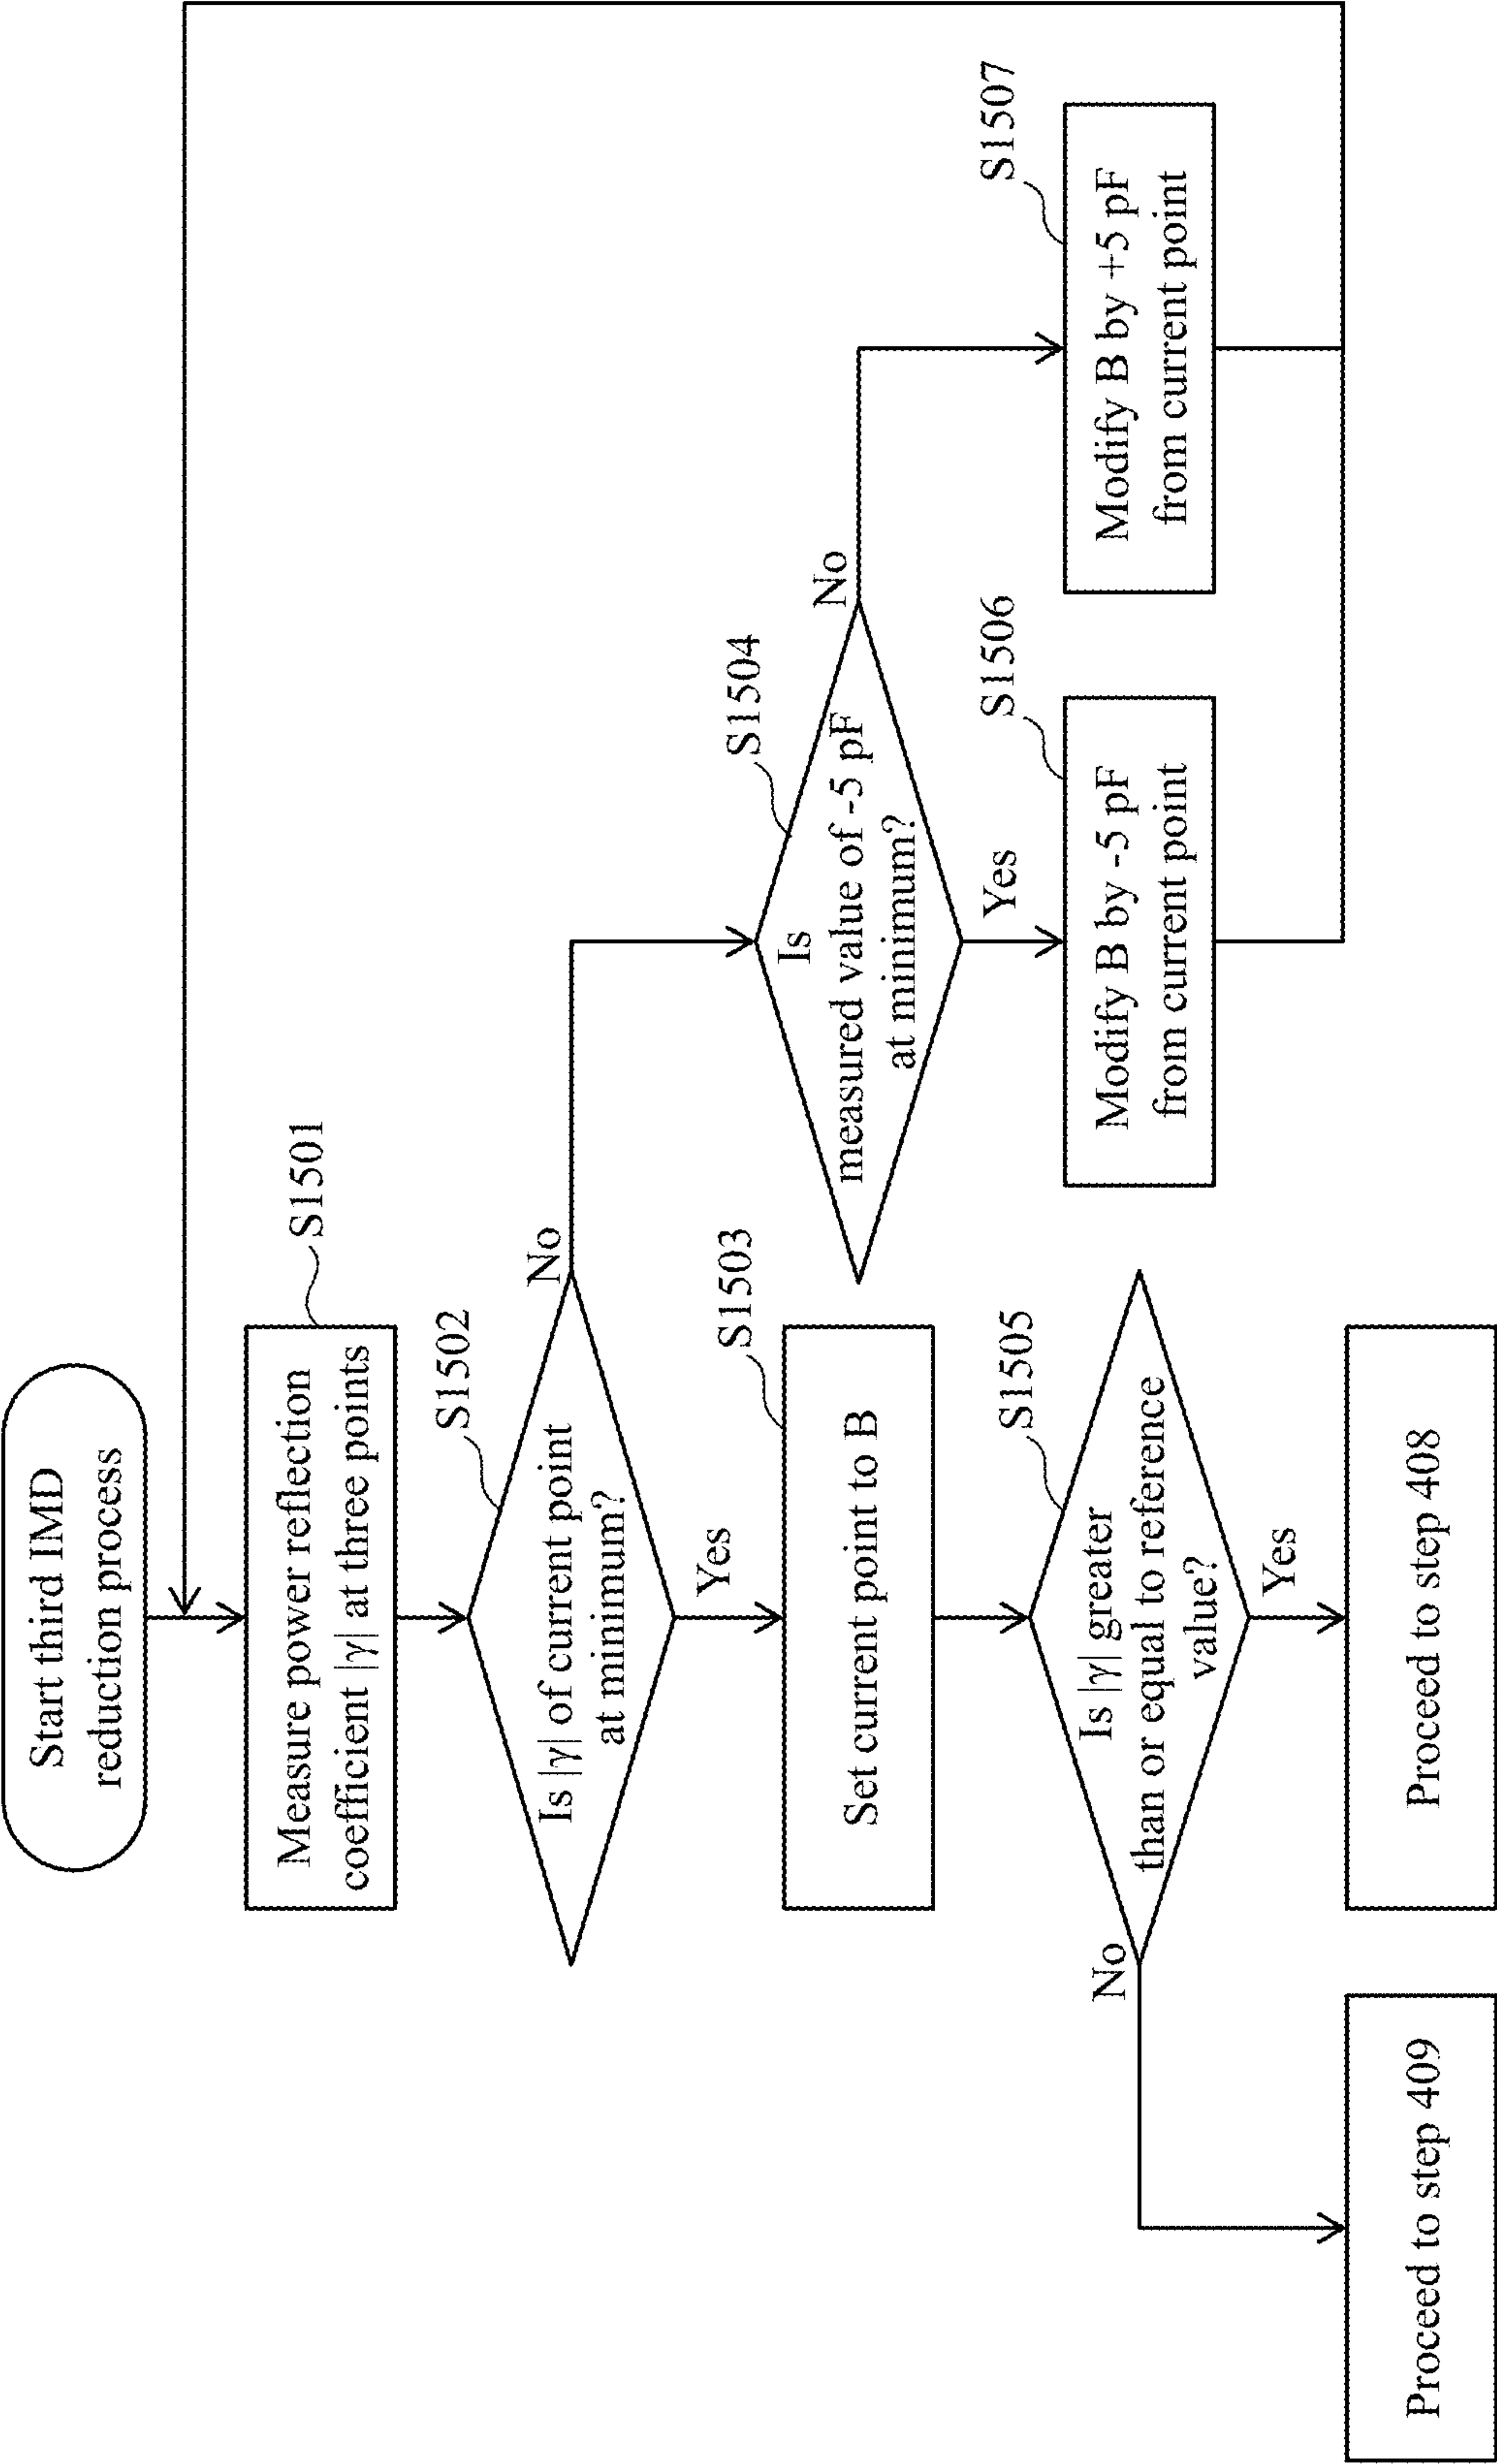 Start third IMD
reduction process
S1501
Measure power reflection
coefficient |γ| at three points
S1502
Is |γ| of current point
at minimum?
No
Yes
S1503
Set current point to B
S1504
Is
measured value of -5 pF
at minimum?
No
Yes
S1505
Is |γ| greater
than or equal to reference
value?
No
Yes
S1506
Modify B by -5 pF
from current point
S1507
Modify B by +5 pF
from current point
Proceed to step 409
Proceed to step 408